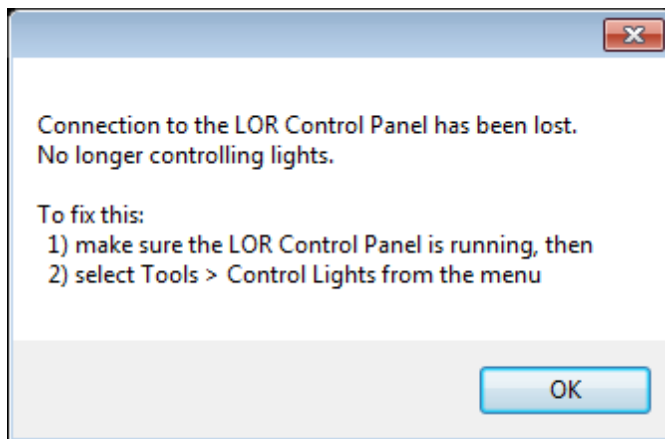 Connection to the LOR Control Panel has been lost.
No longer controlling lights.
To fix this:
1) make sure the LOR Control Panel is running, then
2) select Tools > Control Lights from the menu
OK